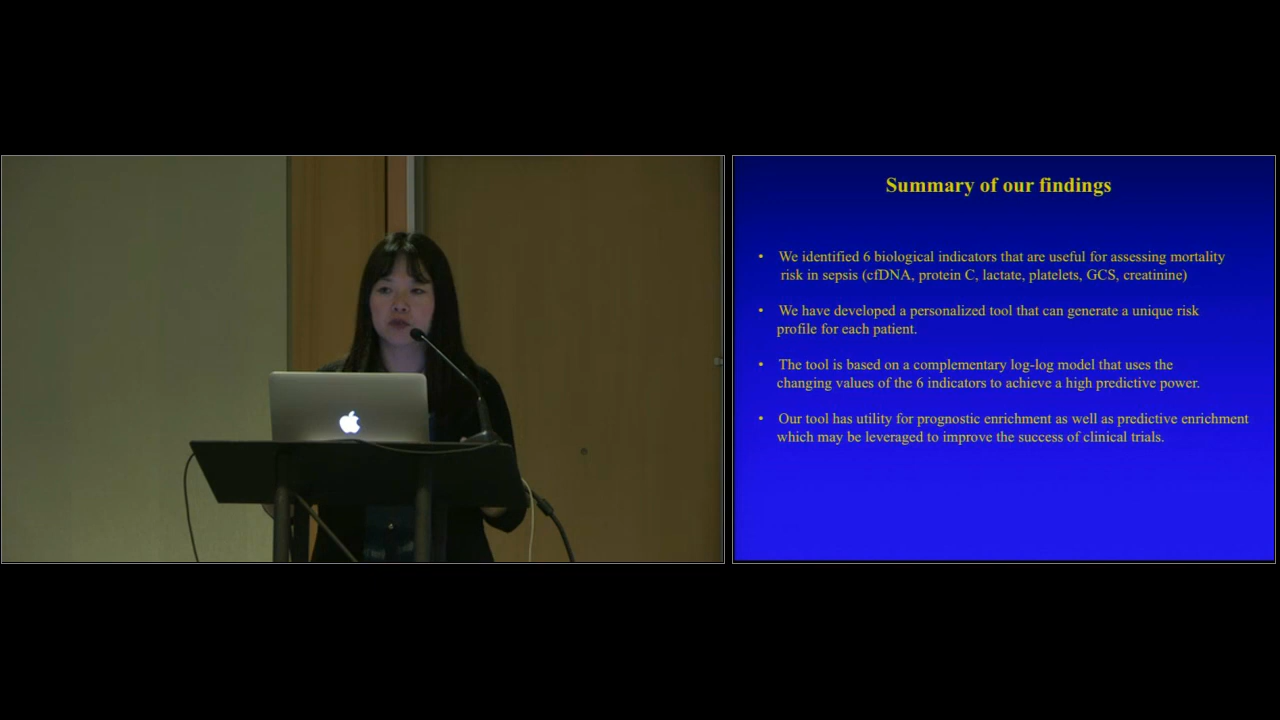 Summary of our findings
• We identified 6 biological indicators that are useful for assessing mortality
risk in sepsis (cfDNA, protein C, lactate, platelets, GCS, creatinine)
• We have developed a personalized tool that can generate a unique risk
profile for each patient.
• The tool is based on a complementary log-log model that uses the
changing values of the 6 indicators to achieve a high predictive power.
• Our tool has utility for prognostic enrichment as well as predictive enrichment
which may be leveraged to improve the success of clinical trials.